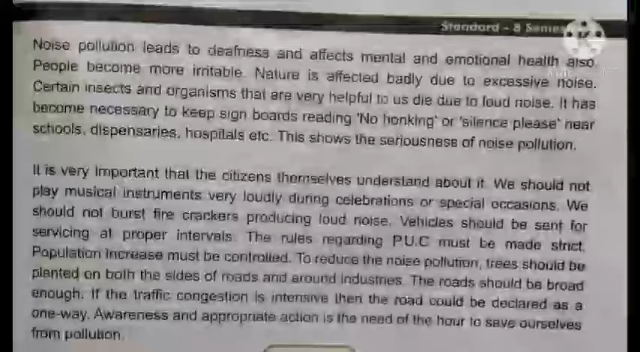 Standard - 8 Semes
Noise pollution leads to deafness and affects mental and emotional health also.
People become more irritable. Nature is affected badly due to excessive noise.
Certain insects and organisms that are very helpful to us die due to loud noise. It has
become necessary to keep sign boards reading 'No honking' or 'silence please' near
schools, dispensaries, hospitals etc. This shows the seriousness of noise pollution.
It is very important that the citizens themselves understand about it. We should not
play musical instruments very loudly during celebrations or special occasions. We
should not burst fire crackers producing loud noise. Vehicles should be sent for
servicing at proper intervals. The rules regarding P.U.C must be made strict.
Population Increase must be controlled. To reduce the noise pollution, trees should be
planted on both the sides of roads and around industries. The roads should be broad
enough. If the traffic congestion is intensive then the road could be declared as a
one-way. Awareness and appropriate action is the need of the hour to save ourselves
from pollution.